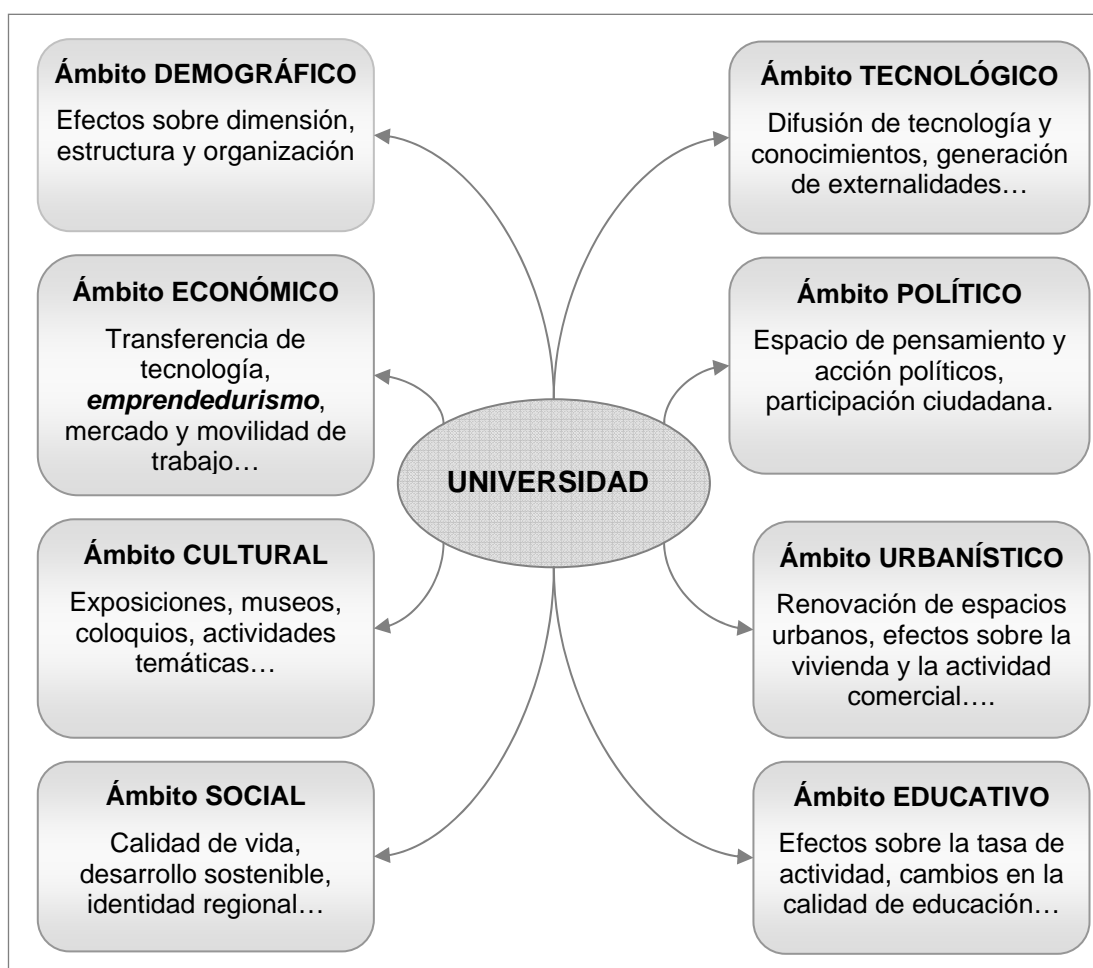 Ámbito DEMOGRÁFICO
Efectos sobre dimensión,
estructura y organización
Ámbito TECNOLÓGICO
Difusión de tecnología y
conocimientos, generación
de externalidades…
Ámbito ECONÓMICO
Transferencia de
tecnología,
emprendedurismo,
mercado y movilidad de
trabajo…
Ámbito POLÍTICO
Espacio de pensamiento y
acción políticos,
participación ciudadana.
UNIVERSIDAD
Ámbito CULTURAL
Exposiciones, museos,
coloquios, actividades
temáticas…
Ámbito URBANÍSTICO
Renovación de espacios
urbanos, efectos sobre la
vivienda y la actividad
comercial….
Ámbito SOCIAL
Calidad de vida,
desarrollo sostenible,
identidad regional…
Ámbito EDUCATIVO
Efectos sobre la tasa de
actividad, cambios en la
calidad de educación…